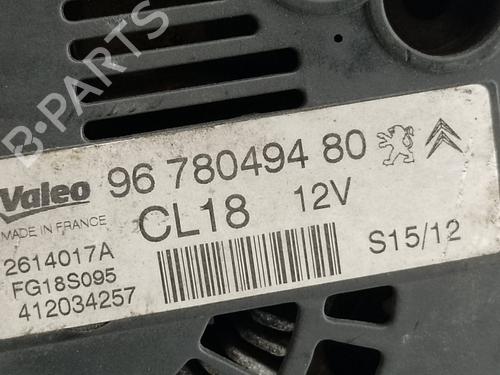 B-PARTS
Valeo 96 780494 80
MADE IN FRANCE CL18 12V
2614017A S15/12
FG18S095
412034257